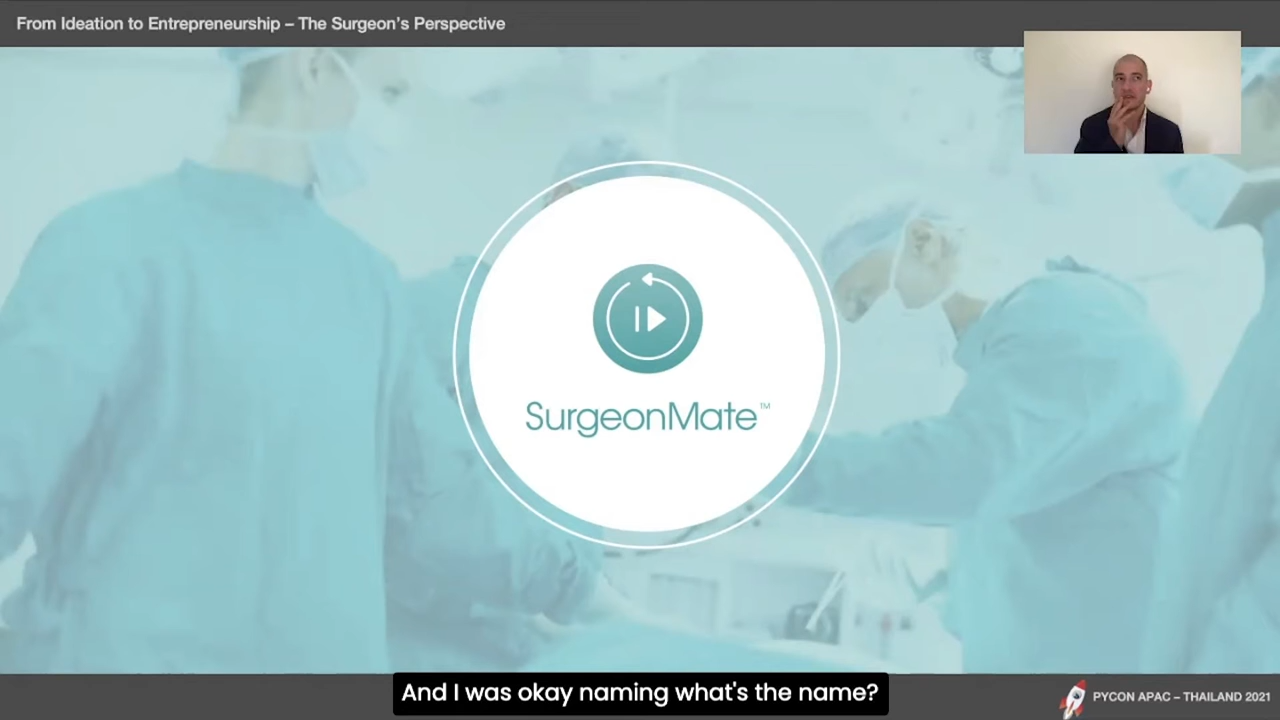 From Ideation to Entrepreneurship – The Surgeon's Perspective
SurgeonMate™
And I was okay naming what's the name?
PYCON APAC – THAILAND 2021